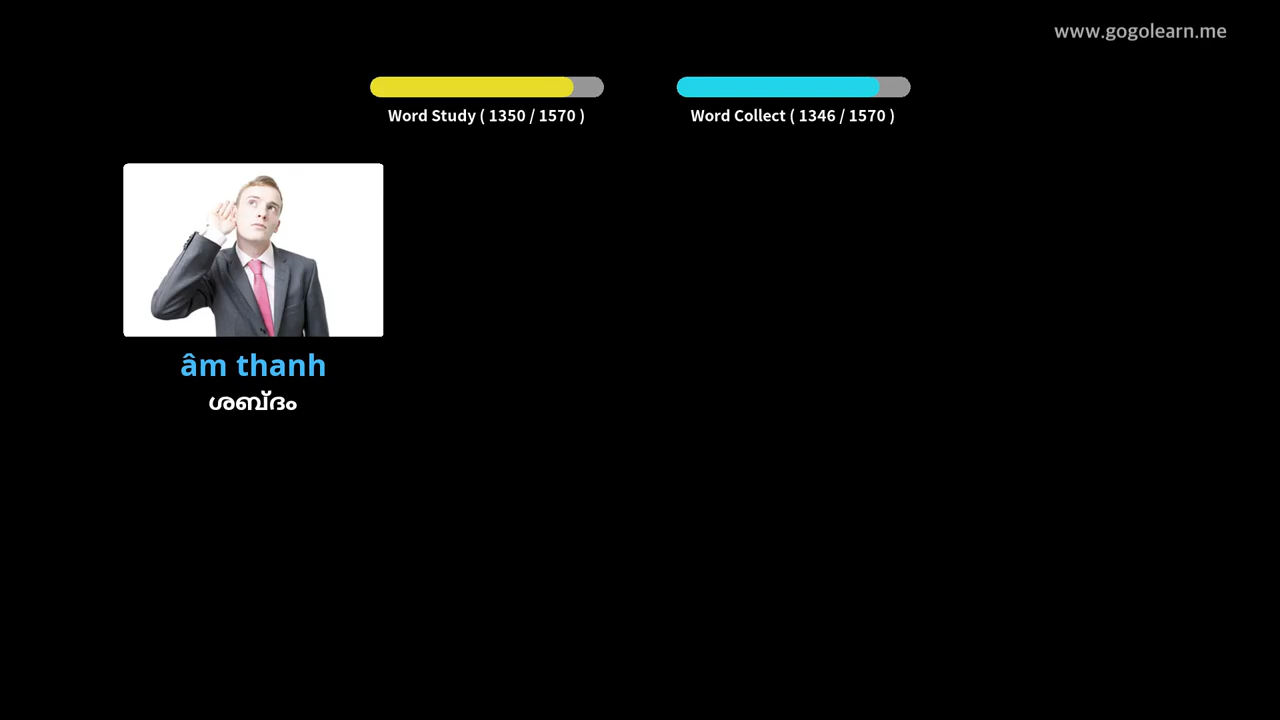 www.gogolearn.me
Word Study ( 1350 / 1570 )
Word Collect ( 1346 / 1570 )
âm thanh
ശബ്ദം